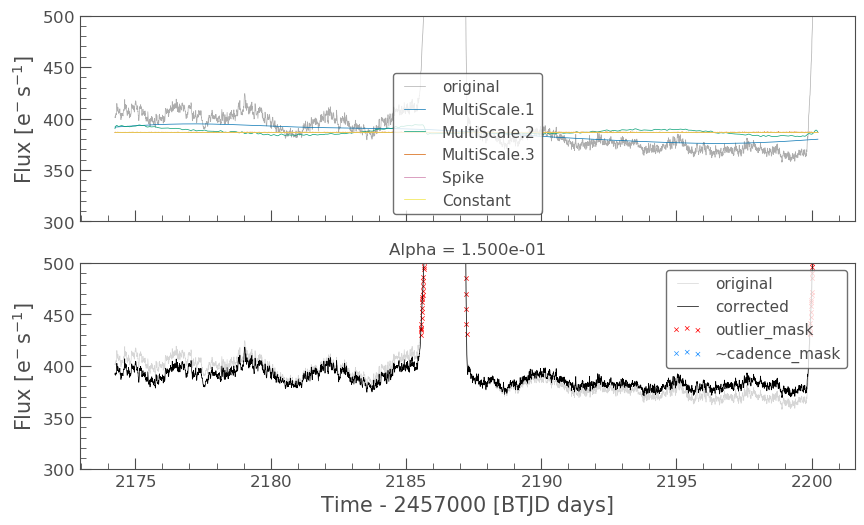 500
450
400
350
300
Flux [e⁻ s⁻¹]
original
MultiScale.1
MultiScale.2
MultiScale.3
Spike
Constant
Alpha = 1.500e-01
500
450
400
350
300
Flux [e⁻ s⁻¹]
original
corrected
outlier_mask
~cadence_mask
2175 2180 2185 2190 2195 2200
Time - 2457000 [BTJD days]